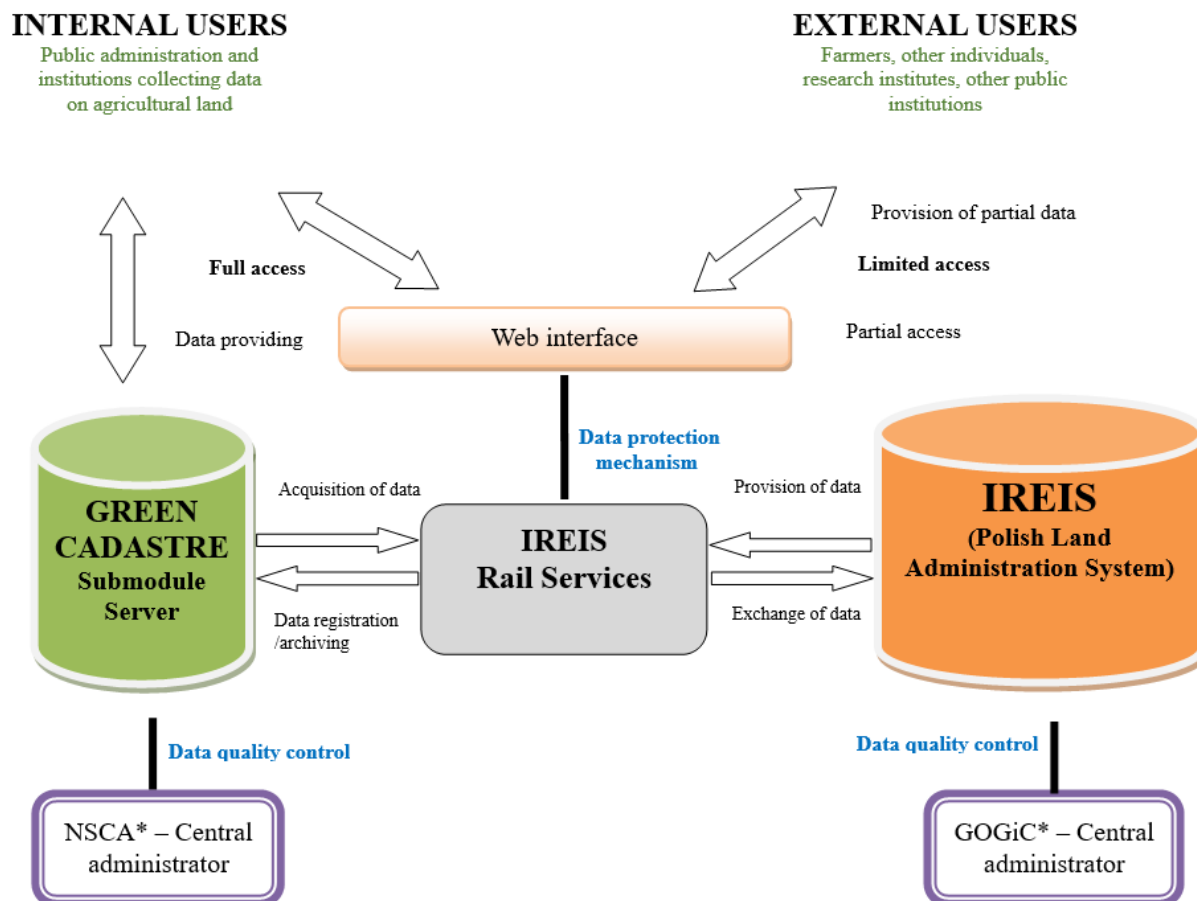 INTERNAL USERS
Public administration and
institutions collecting data
on agricultural land
EXTERNAL USERS
Farmers, other individuals,
research institutes, other public
institutions
Provision of partial data
Full access
Limited access
Data providing
Web interface
Partial access
Data protection
mechanism
GREEN
CADASTRE
Submodule
Server
Acquisition of data
Data registration
/archiving
IREIS
Rail Services
Provision of data
Exchange of data
IREIS
(Polish Land
Administration System)
Data quality control
Data quality control
NSCA* – Central
administrator
GOGiC* – Central
administrator